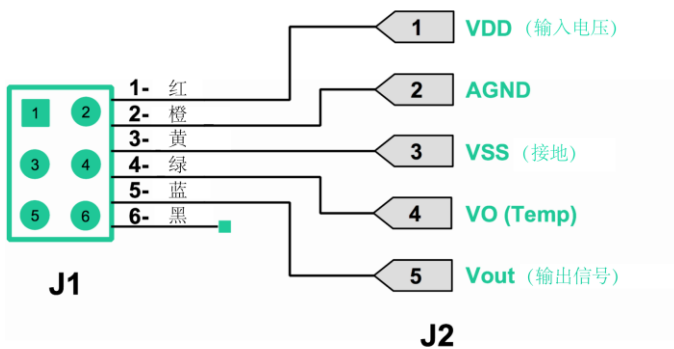 1 VDD (输入电压)
1- 红
2 AGND
1 2
2- 橙
3- 黄
3 VSS (接地)
3 4
4- 绿
5- 蓝
4 VO (Temp)
5 6
6- 黑
5 Vout (输出信号)
J1
J2